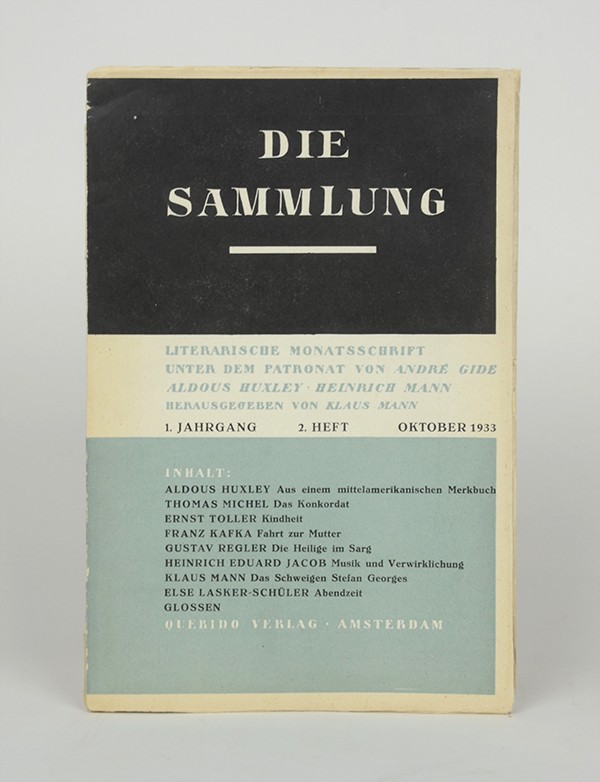 DIE
SAMMLUNG
LITERARISCHE MONATSSCHRIFT
UNTER DEM PATRONAT VON ANDRÉ GIDE
ALDOUS HUXLEY · HEINRICH MANN
HERAUSGEGEBEN VON KLAUS MANN
1. JAHRGANG 2. HEFT OKTOBER 1933
INHALT:
ALDOUS HUXLEY Aus einem mittelamerikanischen Merkbuch
THOMAS MICHEL Das Konkordat
ERNST TOLLER Kindheit
FRANZ KAFKA Fahrt zur Mutter
GUSTAV REGLER Die Heilige im Sarg
HEINRICH EDUARD JACOB Musik und Verwirklichung
KLAUS MANN Das Schweigen Stefan Georges
ELSE LASKER-SCHÜLER Abendzeit
GLOSSEN
QUERIDO VERLAG · AMSTERDAM